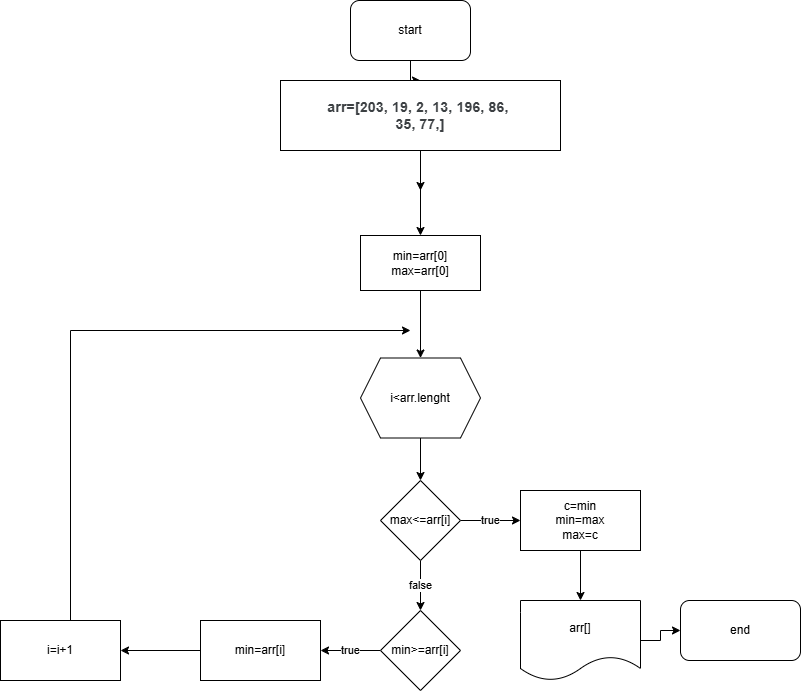 start
arr=[203, 19, 2, 13, 196, 86,
35, 77,]
min=arr[0]
max=arr[0]
i<arr.lenght
max<=arr[i]
true
c=min
min=max
max=c
false
arr[]
end
min>=arr[i]
true
min=arr[i]
i=i+1